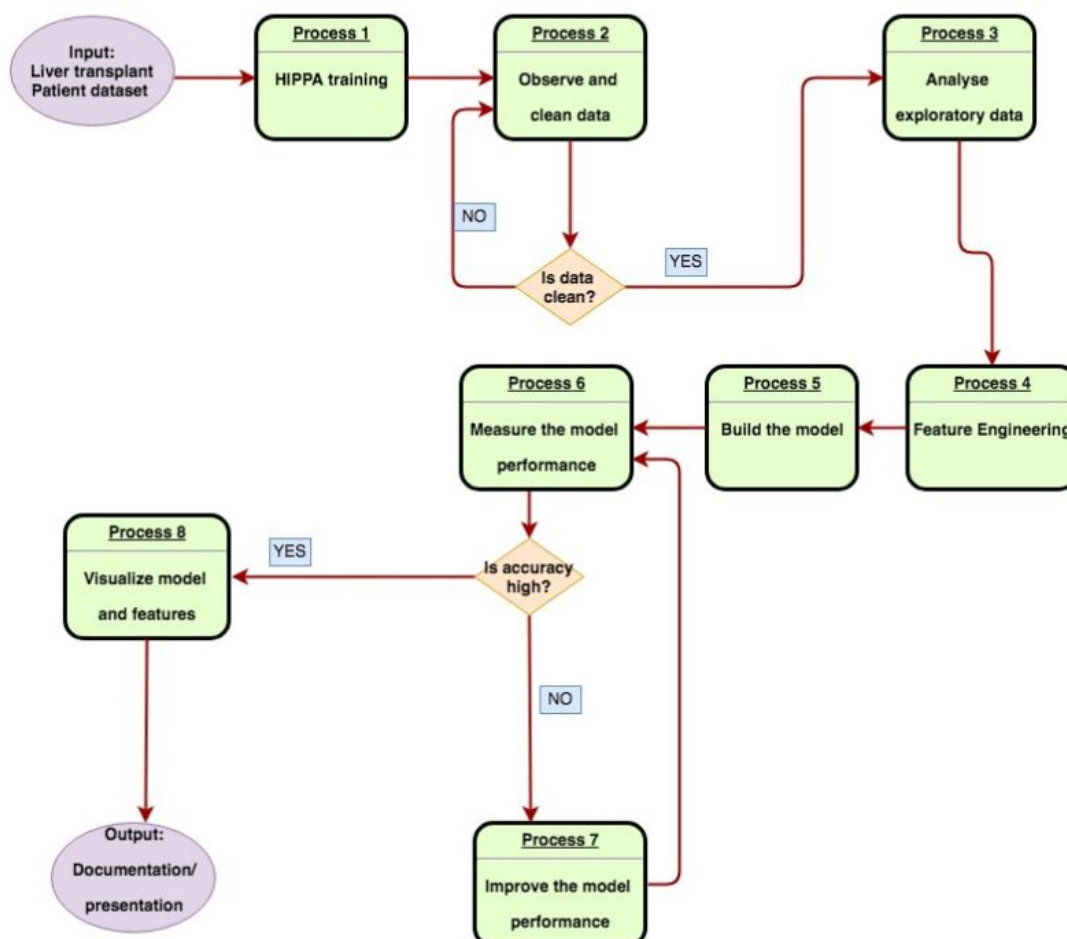 Input:
Liver transplant
Patient dataset
Process 1
HIPPA training
Process 2
Observe and
clean data
Is data
clean?
NO
YES
Process 3
Analyse
exploratory data
Process 4
Feature Engineering
Process 5
Build the model
Process 6
Measure the model
performance
Is accuracy
high?
YES
NO
Process 7
Improve the model
performance
Process 8
Visualize model
and features
Output:
Documentation/
presentation